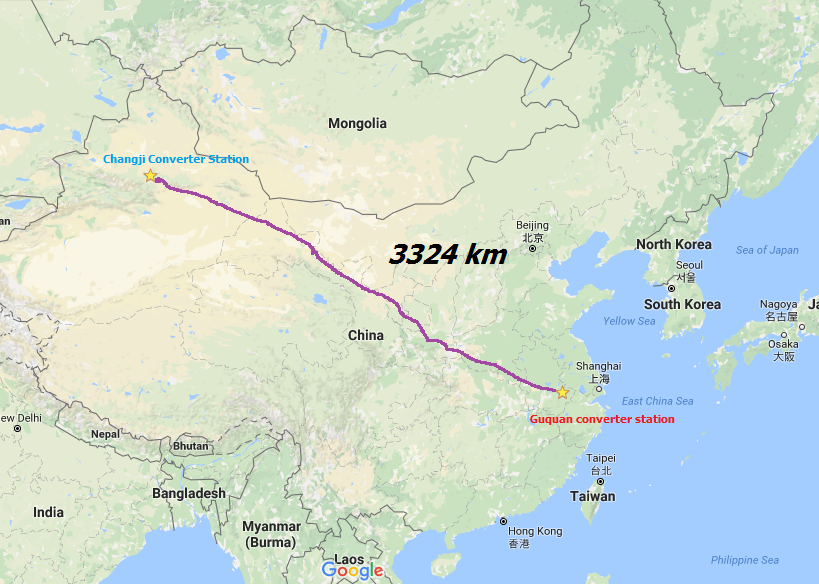 Mongolia
Changji Converter Station
an
Beijing
北京
3324 km
North Korea
Sea of Japan
Seoul
서울
South Korea
Nagoya
名古屋
Ja
Yellow Sea
Osaka
大阪
China
Shanghai
上海
East China Sea
Guquan converter station
ew Delhi
Nepal
Bhutan
Taipei
台北
Taiwan
Bangladesh
India
Myanmar
(Burma)
Hong Kong
香港
Laos
Google
Philippine Sea